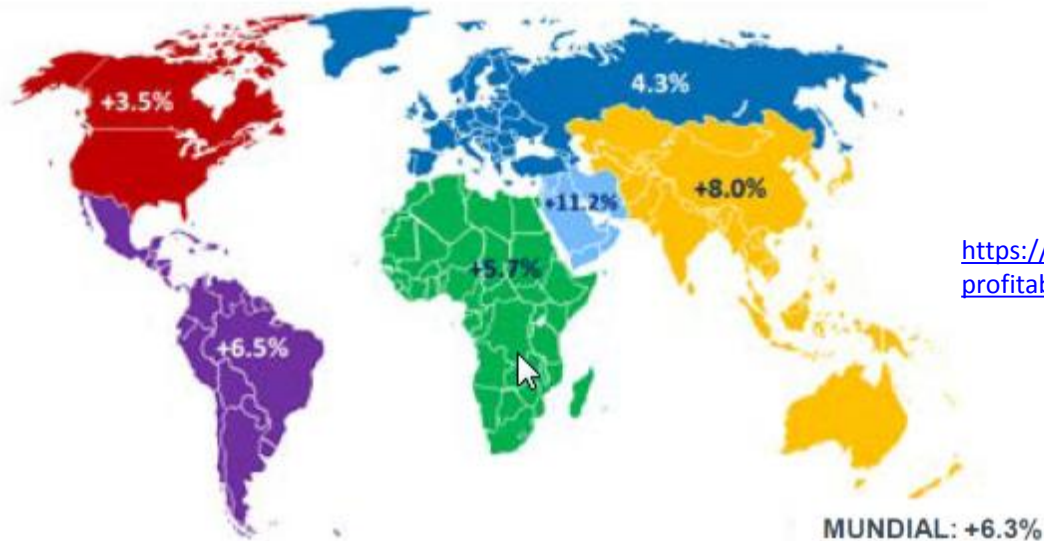 +3.5%
4.3%
+8.0%
+11.2%
+5.7%
+6.5%
https://
profitab
MUNDIAL: +6.3%